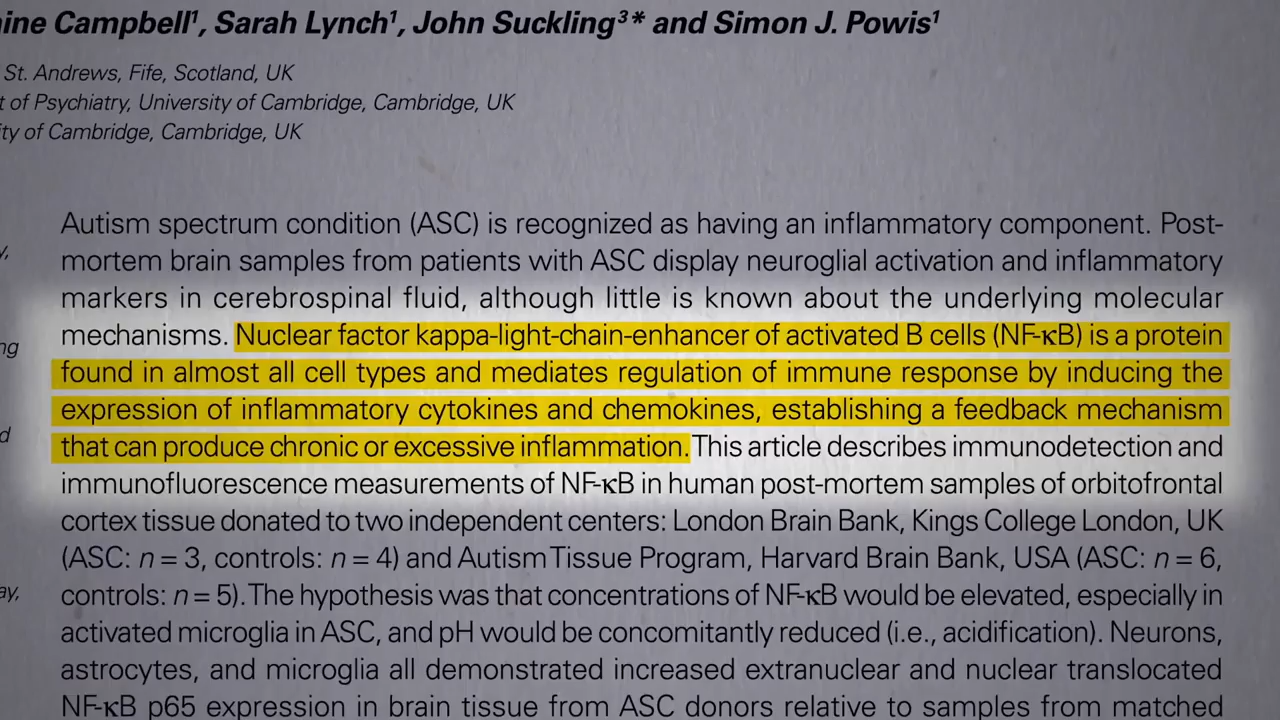 ine Campbell¹, Sarah Lynch¹, John Suckling³* and Simon J. Powis¹
St. Andrews, Fife, Scotland, UK
t of Psychiatry, University of Cambridge, Cambridge, UK
ity of Cambridge, Cambridge, UK
Autism spectrum condition (ASC) is recognized as having an inflammatory component. Post-
y,
mortem brain samples from patients with ASC display neuroglial activation and inflammatory
markers in cerebrospinal fluid, although little is known about the underlying molecular
mechanisms. Nuclear factor kappa-light-chain-enhancer of activated B cells (NF-κB) is a protein
ng
found in almost all cell types and mediates regulation of immune response by inducing the
expression of inflammatory cytokines and chemokines, establishing a feedback mechanism
d
that can produce chronic or excessive inflammation. This article describes immunodetection and
immunofluorescence measurements of NF-κB in human post-mortem samples of orbitofrontal
cortex tissue donated to two independent centers: London Brain Bank, Kings College London, UK
(ASC: n = 3, controls: n = 4) and Autism Tissue Program, Harvard Brain Bank, USA (ASC: n = 6,
ay,
controls: n = 5). The hypothesis was that concentrations of NF-κB would be elevated, especially in
activated microglia in ASC, and pH would be concomitantly reduced (i.e., acidification). Neurons,
astrocytes, and microglia all demonstrated increased extranuclear and nuclear translocated
NF-κB p65 expression in brain tissue from ASC donors relative to samples from matched